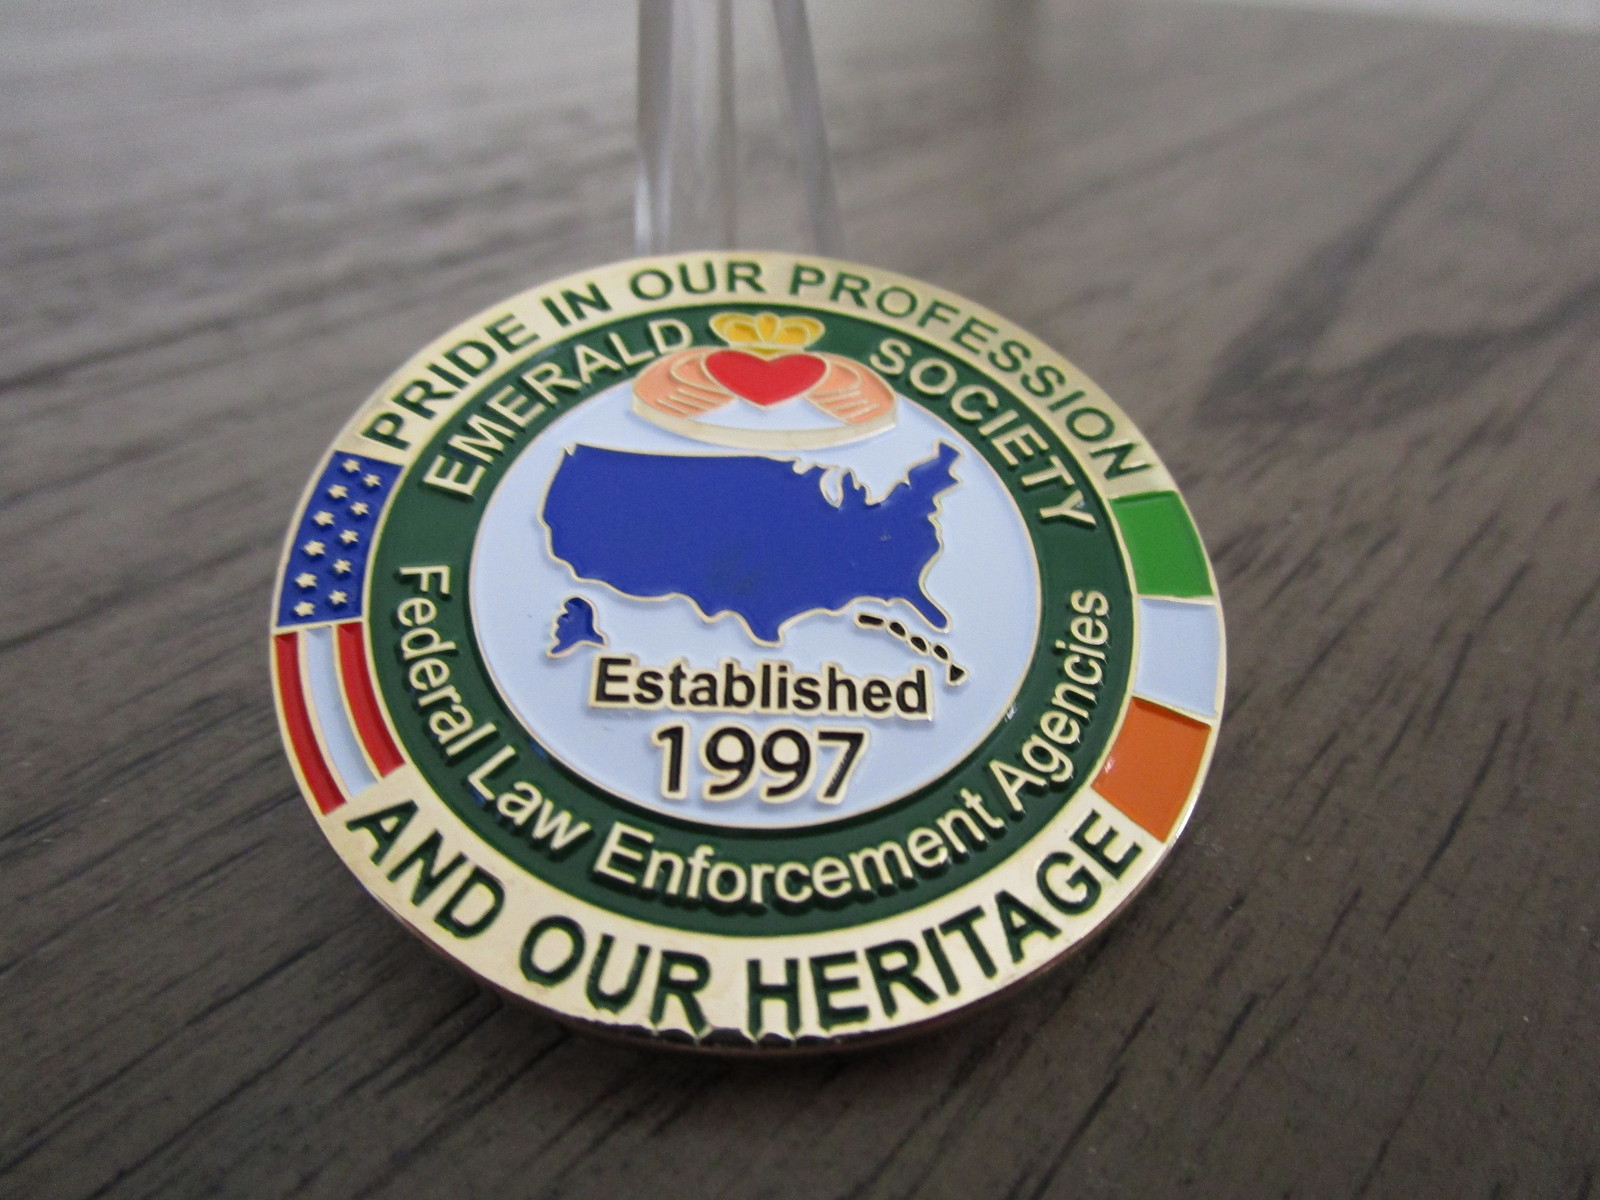 PRIDE IN OUR PROFESSION
EMERALD SOCIETY
Established
1997
Federal Law Enforcement Agencies
AND OUR HERITAGE